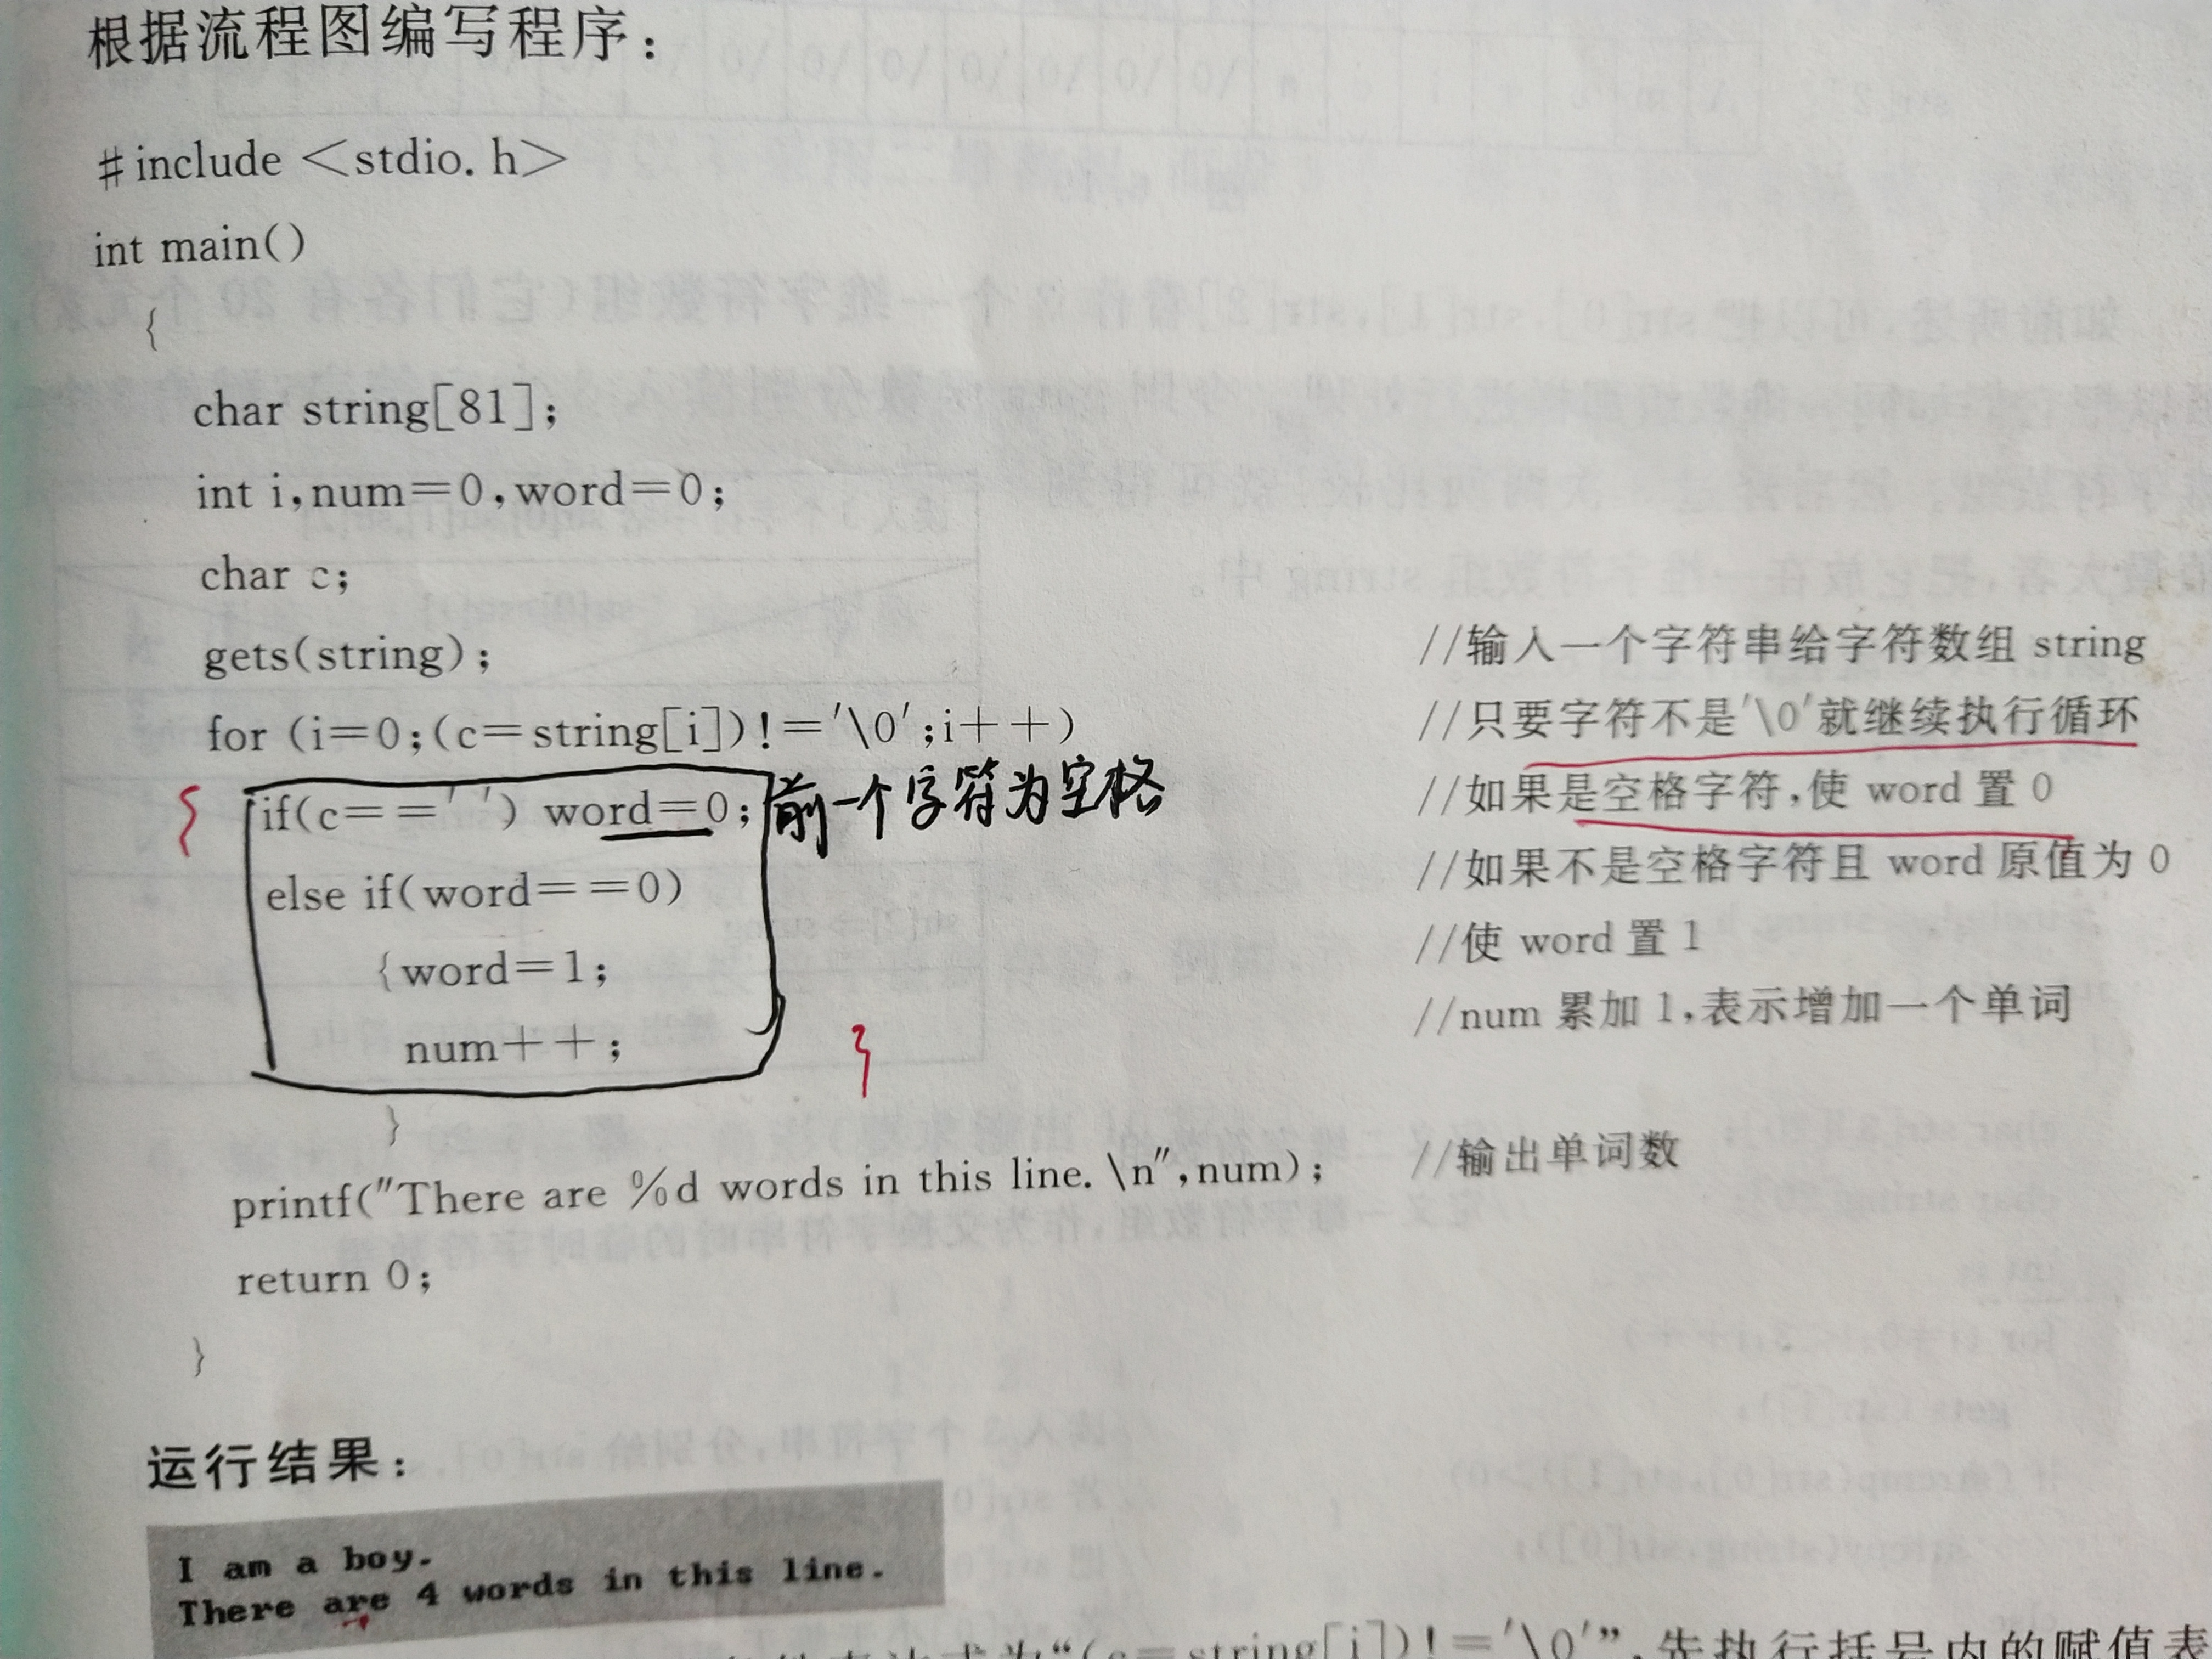 根据流程图编写程序：
#include <stdio.h>
int main()
{
char string[81];
int i,num=0,word=0;
char c;
gets(string); //输入一个字符串给字符数组 string
for (i=0;(c=string[i])!='\0';i++) //只要字符不是'\0'就继续执行循环
{ if(c==' ') word=0; 前一个字符为空格 //如果是空格字符,使 word 置 0
else if(word==0) //如果不是空格字符且 word 原值为 0
{word=1; //使 word 置 1
num++; } //num 累加 1,表示增加一个单词
}
printf("There are %d words in this line. \n",num); //输出单词数
return 0;
}
运行结果：
I am a boy.
There are 4 words in this line.
"(c=string[i])!='\0'",先执行括号内的赋值表